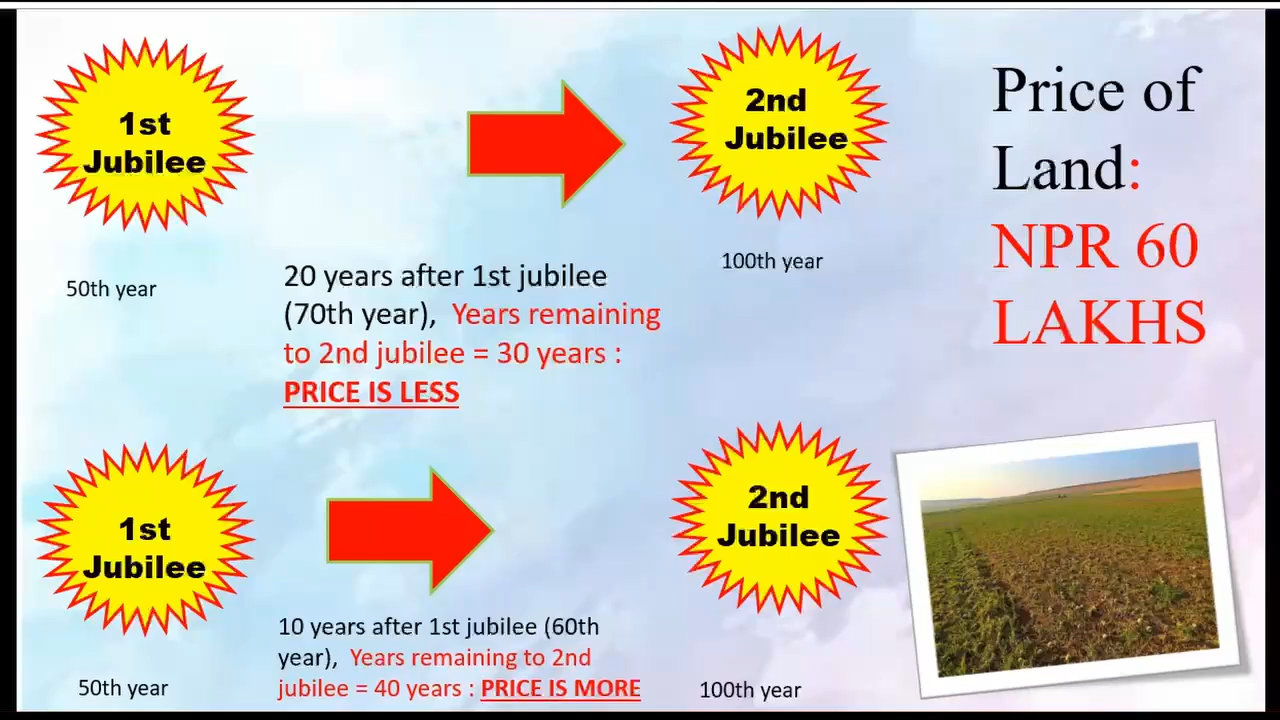 1st
Jubilee
2nd
Jubilee
Price of
Land:
NPR 60
LAKHS
50th year
20 years after 1st jubilee
(70th year), Years remaining
to 2nd jubilee = 30 years :
PRICE IS LESS
100th year
1st
Jubilee
2nd
Jubilee
50th year
10 years after 1st jubilee (60th
year), Years remaining to 2nd
jubilee = 40 years : PRICE IS MORE
100th year